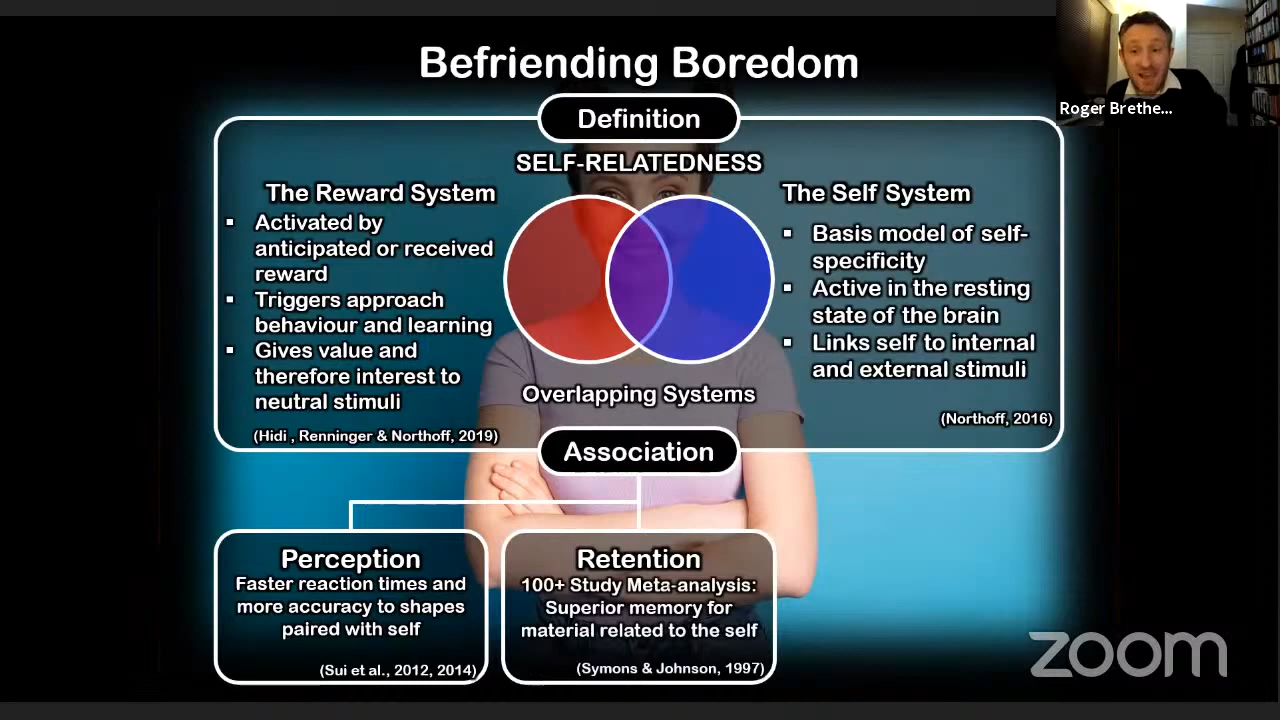 Befriending Boredom
Roger Brethe...
Definition
SELF-RELATEDNESS
The Reward System
▪ Activated by
anticipated or received
reward
▪ Triggers approach
behaviour and learning
▪ Gives value and
therefore interest to
neutral stimuli
(Hidi , Renninger & Northoff, 2019)
The Self System
▪ Basis model of self-
specificity
▪ Active in the resting
state of the brain
▪ Links self to internal
and external stimuli
(Northoff, 2016)
Overlapping Systems
Association
Perception
Faster reaction times and
more accuracy to shapes
paired with self
(Sui et al., 2012, 2014)
Retention
100+ Study Meta-analysis:
Superior memory for
material related to the self
(Symons & Johnson, 1997)
zoom